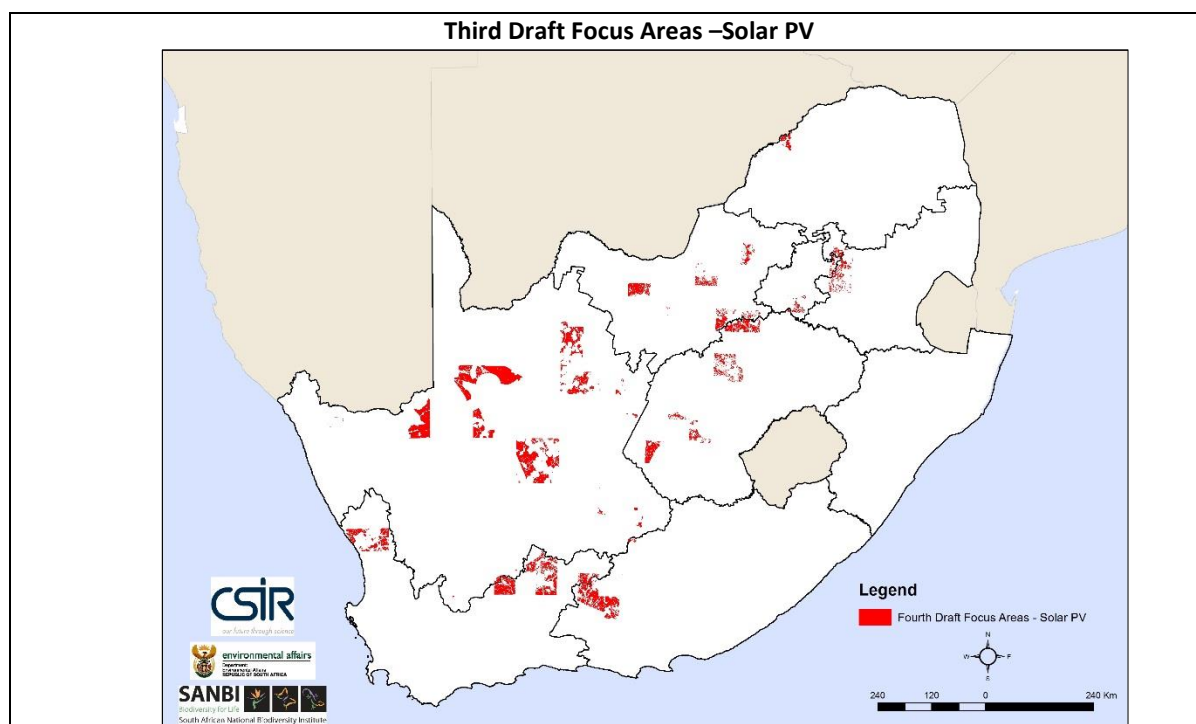 Third Draft Focus Areas –Solar PV
Legend
Fourth Draft Focus Areas - Solar PV
N
W
E
S
240 120 0 240 Km
CSIR
our future through science
environmental affairs
Department:
Environmental Affairs
REPUBLIC OF SOUTH AFRICA
SANBI
Biodiversity for Life
South African National Biodiversity Institute